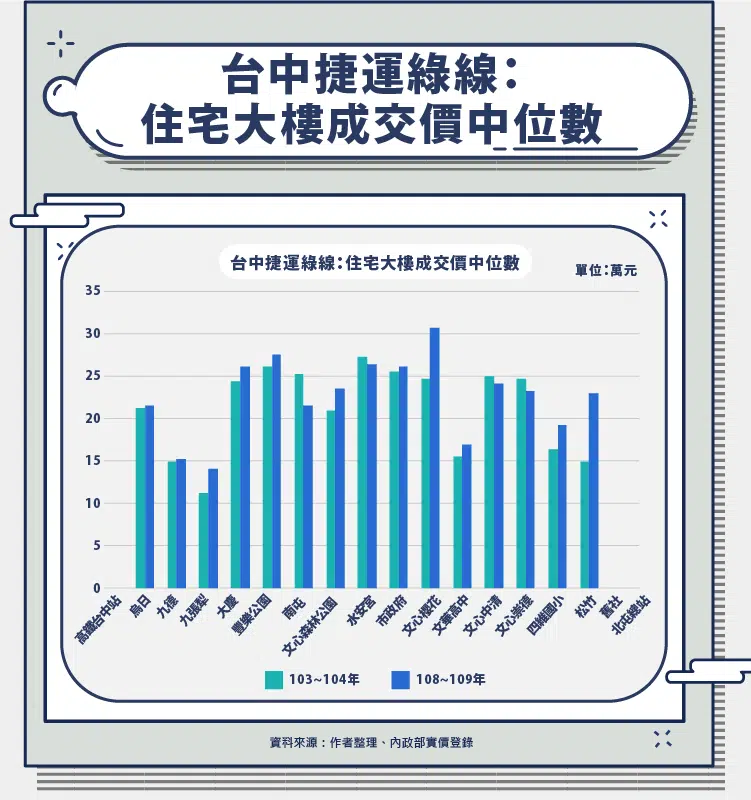 台中捷運綠線：
住宅大樓成交價中位數
台中捷運綠線：住宅大樓成交價中位數
單位：萬元
35
30
25
20
15
10
5
0
高鐵台中站
烏日
九德
九張犁
大慶
豐樂公園
南屯
文心森林公園
水安宮
市政府
文心櫻花
文華高中
文心中清
文心崇德
四維國小
松竹
舊社
北屯總站
103~104年
108~109年
資料來源：作者整理、內政部實價登錄